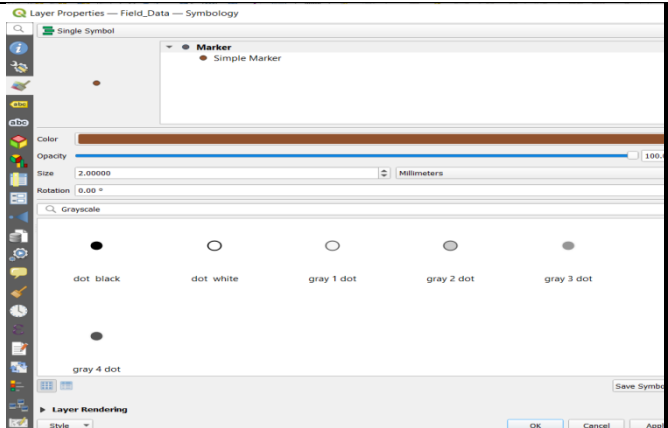 Layer Properties — Field_Data — Symbology
Single Symbol
Marker
Simple Marker
abc
abc
Color
Opacity 100.
Size 2.00000 Millimeters
Rotation 0.00 °
Grayscale
dot black dot white gray 1 dot gray 2 dot gray 3 dot
gray 4 dot
Save Symbo
Layer Rendering
Style OK Cancel Appl